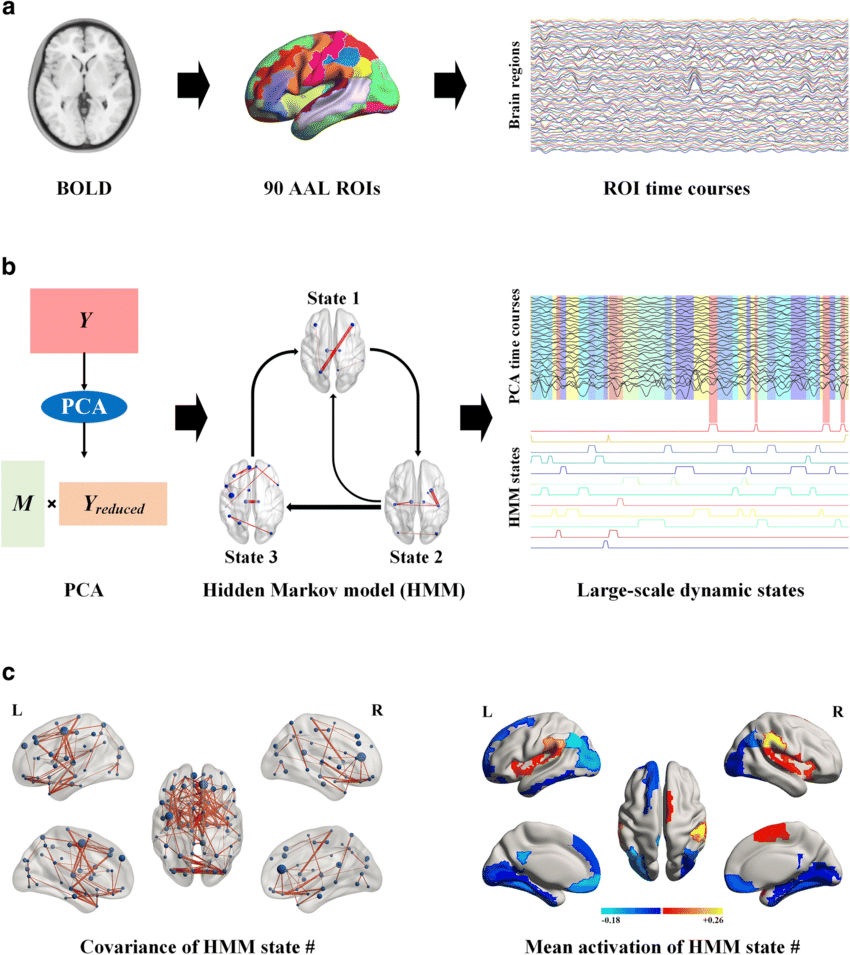 a
Brain regions
BOLD
90 AAL ROIs
ROI time courses
b
Y
PCA
M × Y reduced
State 1
State 3
State 2
PCA time courses
HMM states
PCA
Hidden Markov model (HMM)
Large-scale dynamic states
c
L
R
L
R
-0.18
+0.26
Covariance of HMM state #
Mean activation of HMM state #